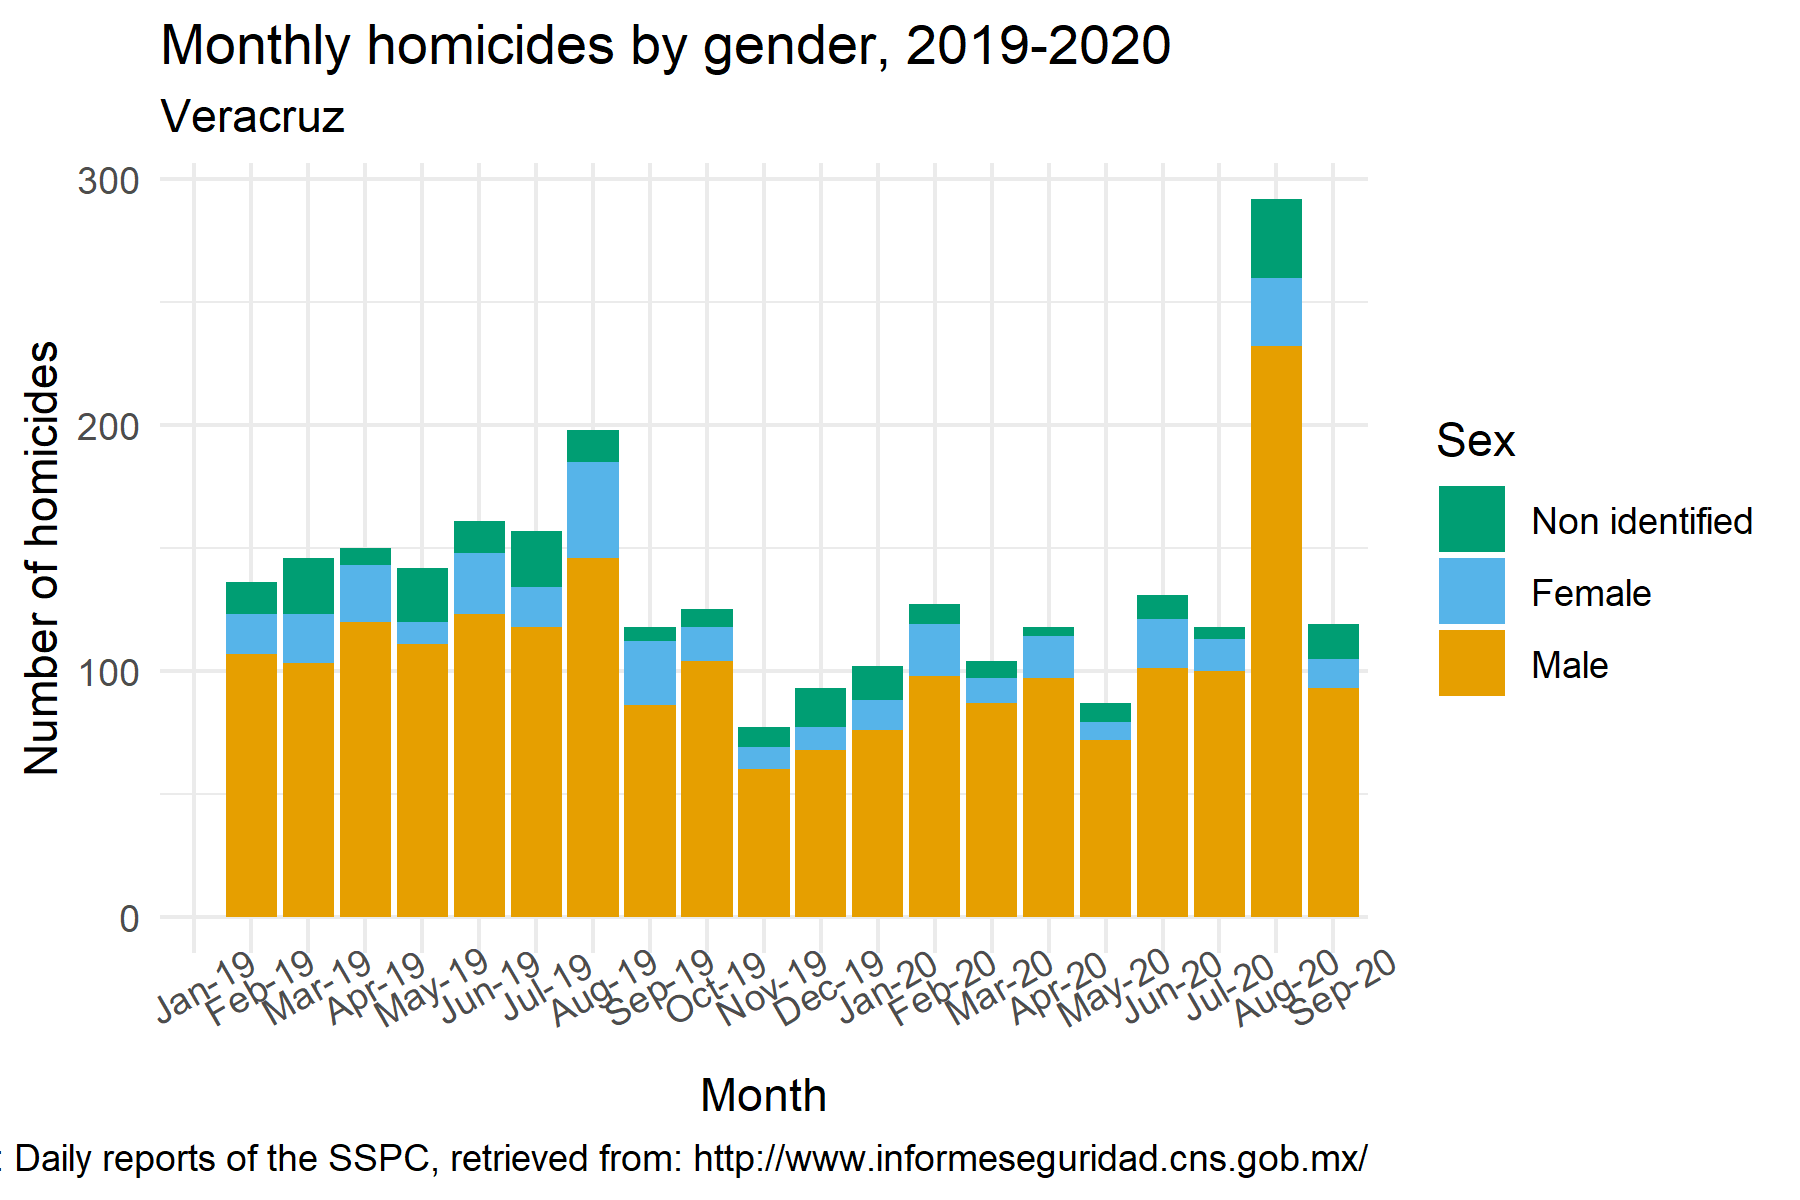 Monthly homicides by gender, 2019-2020
Veracruz
300
200
100
0
Number of homicides
Jan-19
Feb-19
Mar-19
Apr-19
May-19
Jun-19
Jul-19
Aug-19
Sep-19
Oct-19
Nov-19
Dec-19
Jan-20
Feb-20
Mar-20
Apr-20
May-20
Jun-20
Jul-20
Aug-20
Sep-20
Month
Sex
Non identified
Female
Male
: Daily reports of the SSPC, retrieved from: http://www.informeseguridad.cns.gob.mx/